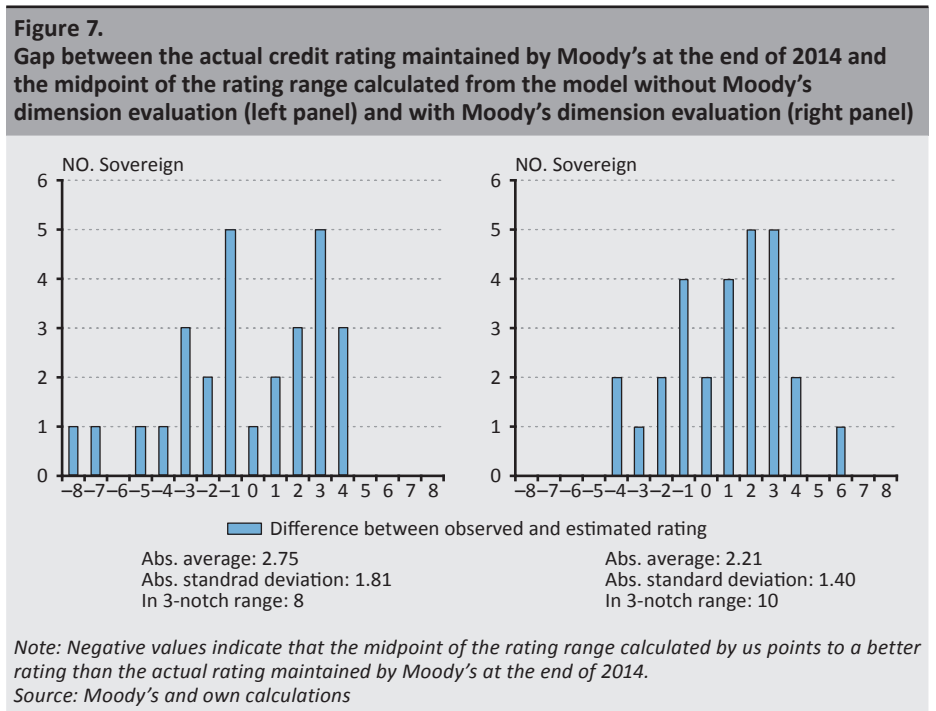 Figure 7.
Gap between the actual credit rating maintained by Moody’s at the end of 2014 and
the midpoint of the rating range calculated from the model without Moody’s
dimension evaluation (left panel) and with Moody’s dimension evaluation (right panel)
NO. Sovereign
6
5
4
3
2
1
0
–8 –7 –6 –5 –4 –3 –2 –1 0 1 2 3 4 5 6 7 8
NO. Sovereign
6
5
4
3
2
1
0
–8 –7 –6 –5 –4 –3 –2 –1 0 1 2 3 4 5 6 7 8
Difference between observed and estimated rating
Abs. average: 2.75
Abs. standrad deviation: 1.81
In 3-notch range: 8
Abs. average: 2.21
Abs. standard deviation: 1.40
In 3-notch range: 10
Note: Negative values indicate that the midpoint of the rating range calculated by us points to a better
rating than the actual rating maintained by Moody’s at the end of 2014.
Source: Moody’s and own calculations